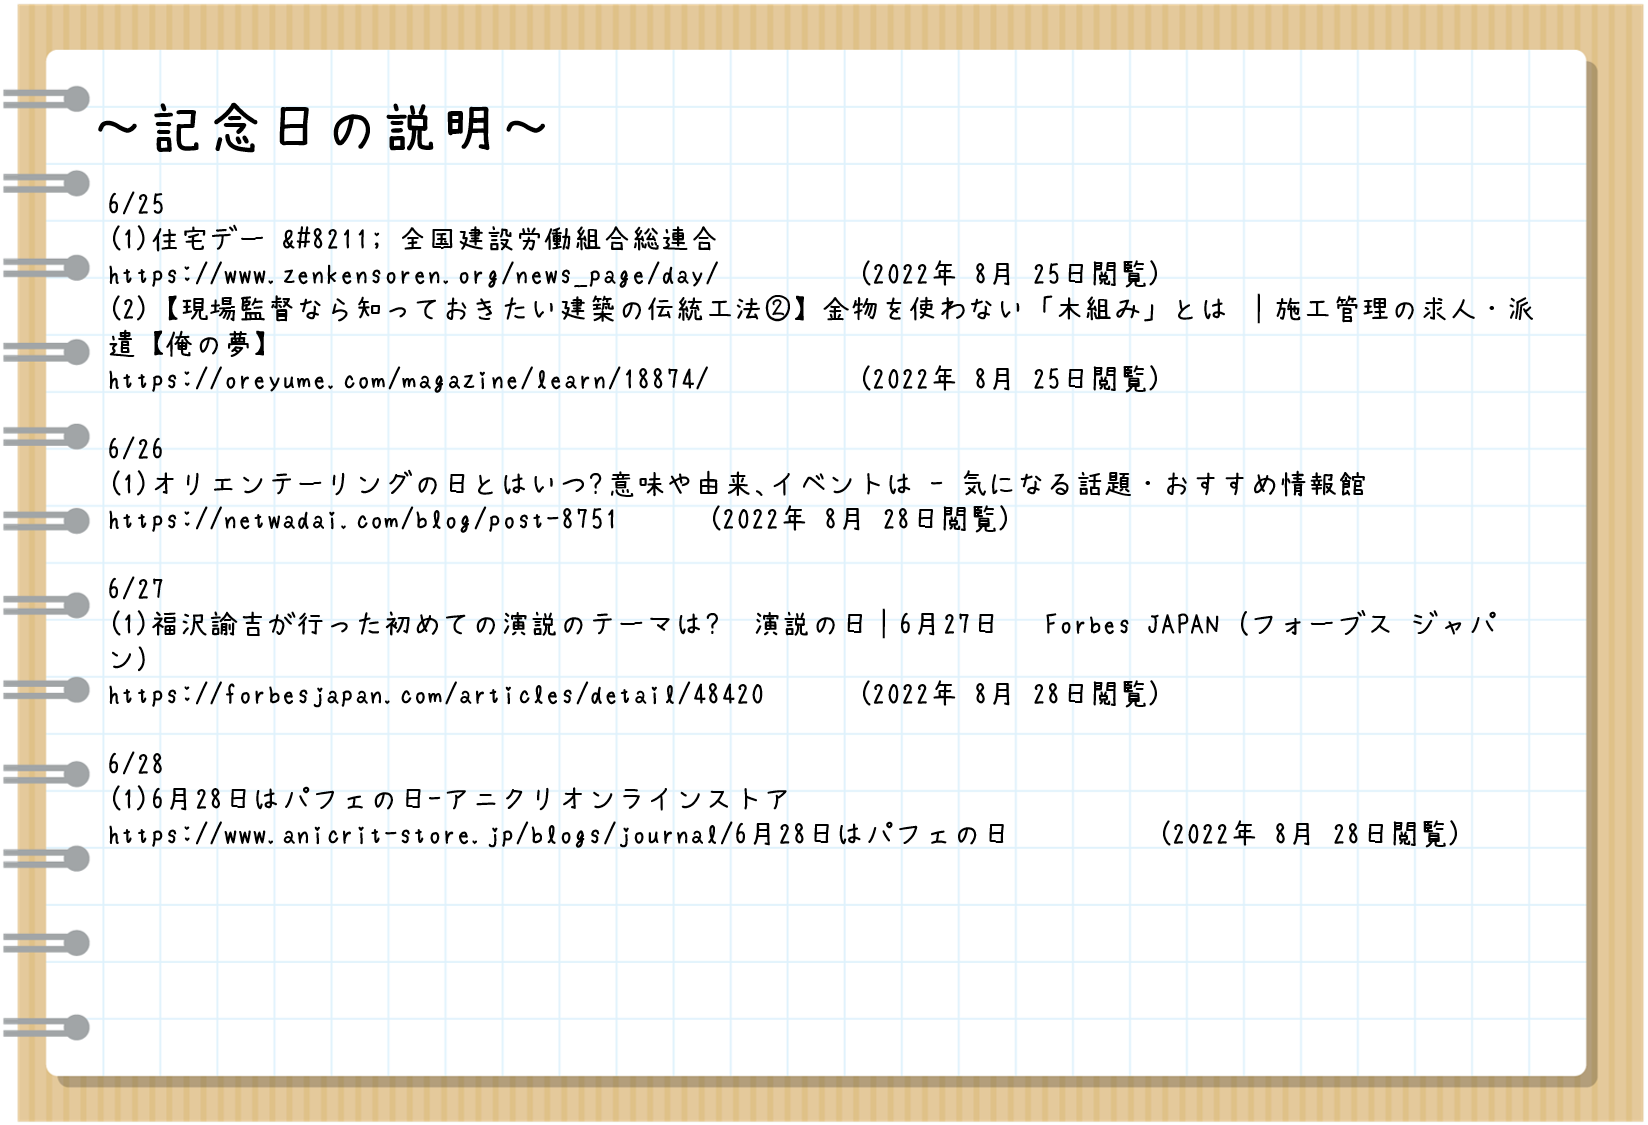 ～記念日の説明～
6/25
(1)住宅デー &#8211; 全国建設労働組合総連合
https://www.zenkensoren.org/news_page/day/ (2022年 8月 25日閲覧)
(2)【現場監督なら知っておきたい建築の伝統工法②】金物を使わない「木組み」とは |施工管理の求人・派
遣【俺の夢】
https://oreyume.com/magazine/learn/18874/ (2022年 8月 25日閲覧)
6/26
(1)オリエンテーリングの日とはいつ?意味や由来、イベントは - 気になる話題・おすすめ情報館
https://netwadai.com/blog/post-8751 (2022年 8月 28日閲覧)
6/27
(1)福沢諭吉が行った初めての演説のテーマは? 演説の日|6月27日 Forbes JAPAN (フォーブス ジャパ
ン)
https://forbesjapan.com/articles/detail/48420 (2022年 8月 28日閲覧)
6/28
(1)6月28日はパフェの日-アニクリオンラインストア
https://www.anicrit-store.jp/blogs/journal/6月28日はパフェの日 (2022年 8月 28日閲覧)